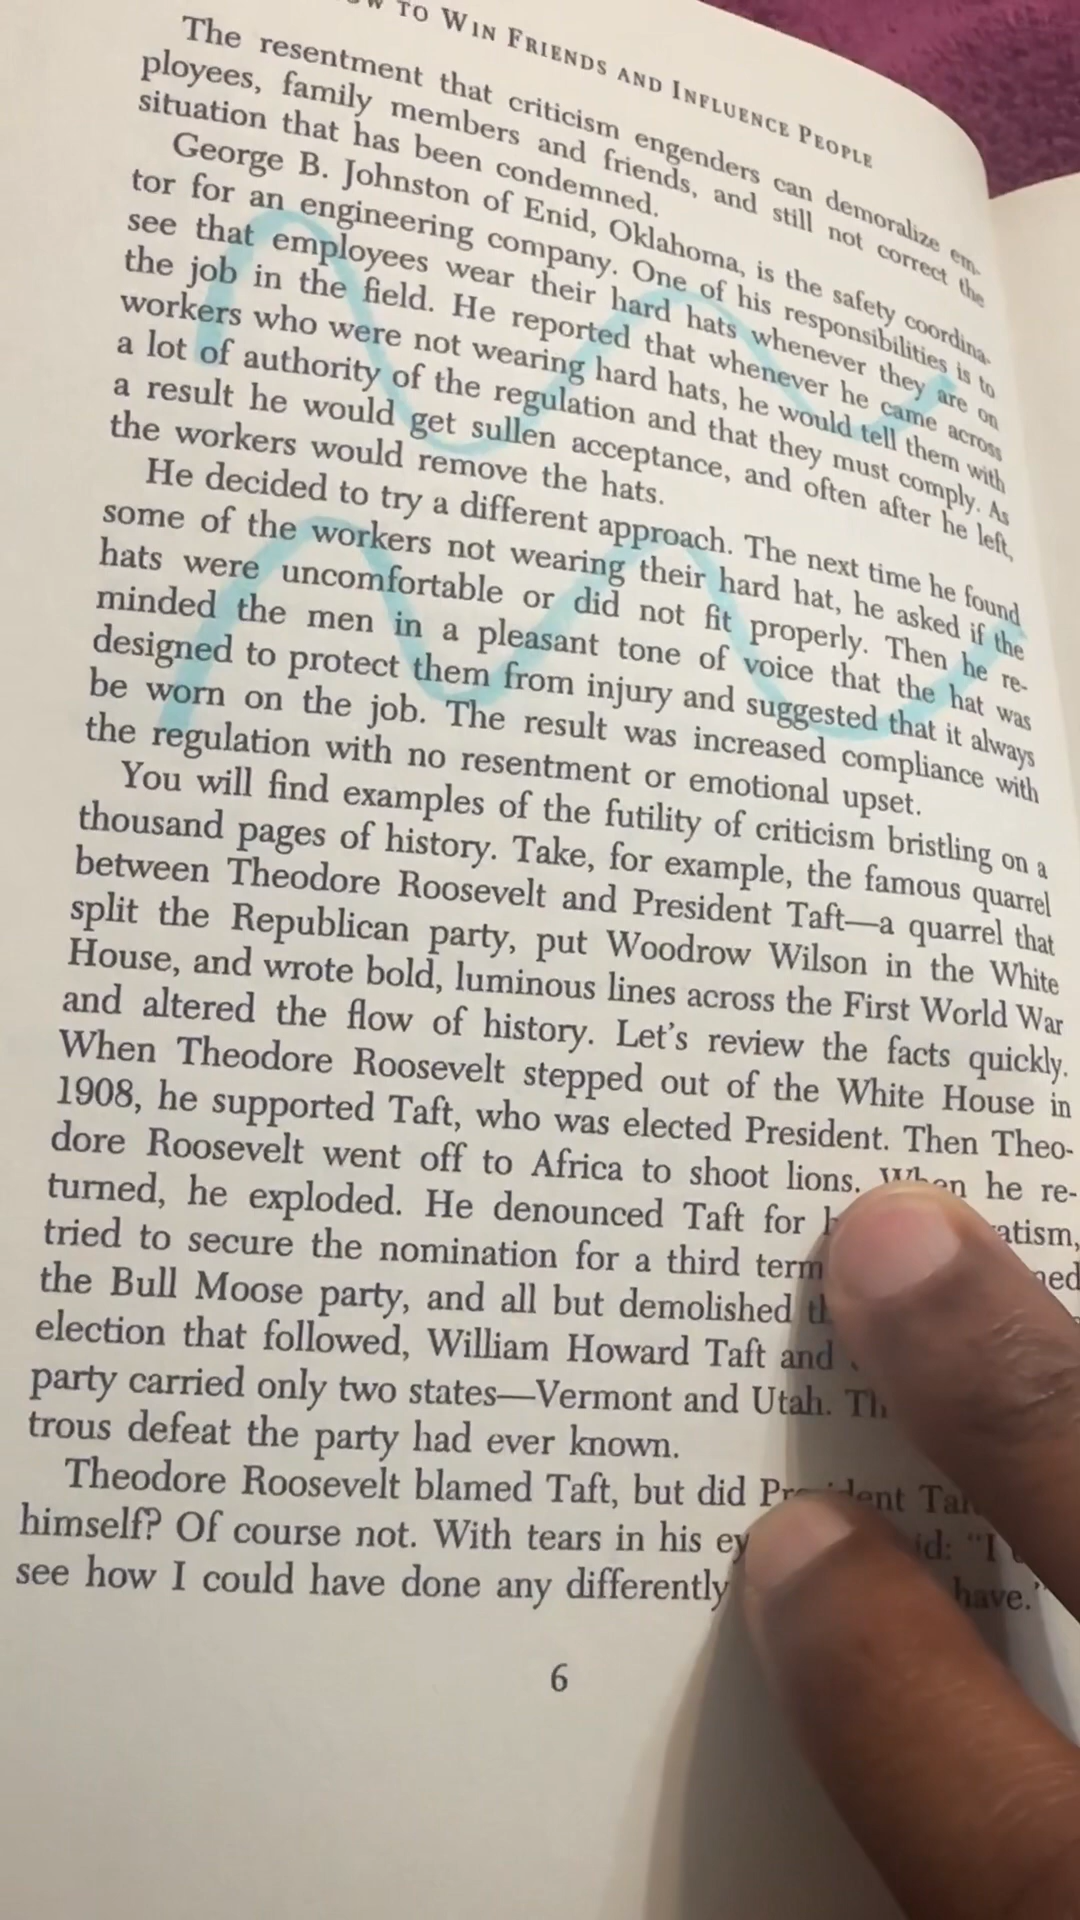 TO WIN FRIENDS AND INFLUENCE PEOPLE
The resentment that criticism engenders can demoralize em-
ployees, family members and friends, and still not correct the
situation that has been condemned.
George B. Johnston of Enid, Oklahoma, is the safety coordina-
tor for an engineering company. One of his responsibilities is to
see that employees wear their hard hats whenever they are on
the job in the field. He reported that whenever he came across
workers who were not wearing hard hats, he would tell them with
a lot of authority of the regulation and that they must comply. As
a result he would get sullen acceptance, and often after he left,
the workers would remove the hats.
He decided to try a different approach. The next time he found
some of the workers not wearing their hard hat, he asked if the
hats were uncomfortable or did not fit properly. Then he re-
minded the men in a pleasant tone of voice that the hat was
designed to protect them from injury and suggested that it always
be worn on the job. The result was increased compliance with
the regulation with no resentment or emotional upset.
You will find examples of the futility of criticism bristling on a
thousand pages of history. Take, for example, the famous quarrel
between Theodore Roosevelt and President Taft—a quarrel that
split the Republican party, put Woodrow Wilson in the White
House, and wrote bold, luminous lines across the First World War
and altered the flow of history. Let's review the facts quickly.
When Theodore Roosevelt stepped out of the White House in
1908, he supported Taft, who was elected President. Then Theo-
dore Roosevelt went off to Africa to shoot lions. When he re-
turned, he exploded. He denounced Taft for
tried to secure the nomination for a third term
the Bull Moose party, and all but demolished
election that followed, William Howard Taft and
party carried only two states—Vermont and Utah.
trous defeat the party had ever known.
Theodore Roosevelt blamed Taft, but did President
himself? Of course not. With tears in his "I
see how I could have done any differently have."
6